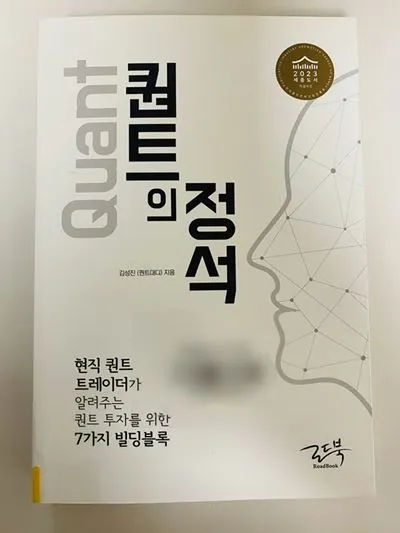 Quant
퀀트
의
정석
김성진 (퀀트대디) 지음
2023
세종도서
현직 퀀트
트레이더가
알려주는
퀀트 투자를 위한
7가지 빌딩블록
로드북
RoadBook